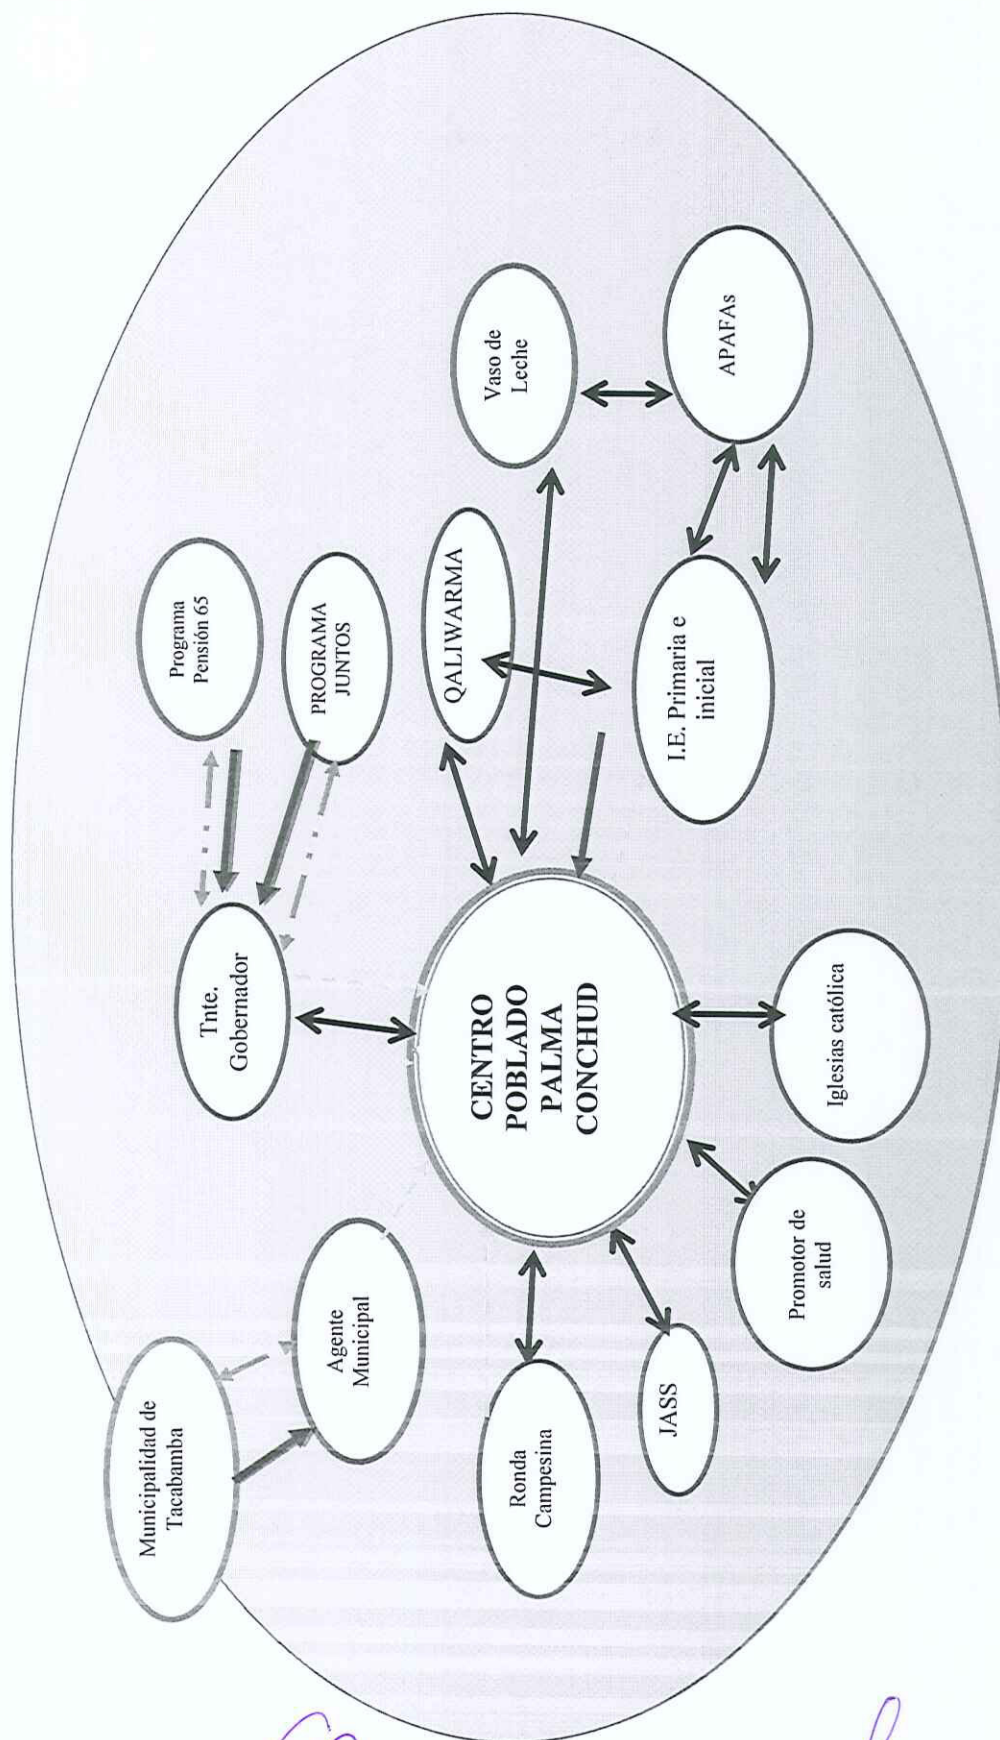 Municipalidad de
Tacabamba
Agente
Municipal
Tnte.
Gobernador
Programa
Pensión 65
PROGRAMA
JUNTOS
QALIWARMA
Vaso de
Leche
CENTRO
POBLADO
PALMA
CONCHUD
Ronda
Campesina
JASS
Promotor de
salud
Iglesias católica
I.E. Primaria e
inicial
APAFAs